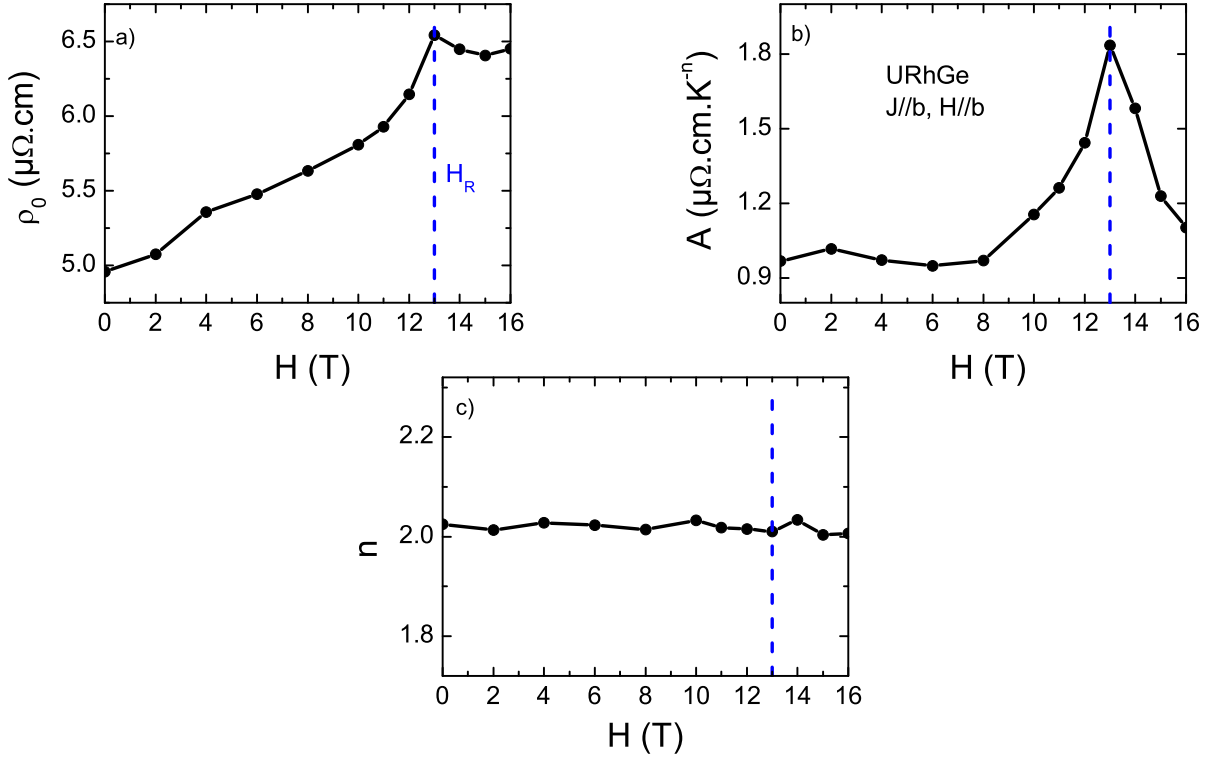 a)
6.5
6.0
5.5
5.0
ρ0 (μΩ.cm)
HR
0 2 4 6 8 10 12 14 16
H (T)
b)
1.8
1.5
1.2
0.9
A (μΩ.cm.K-n)
URhGe
J//b, H//b
0 2 4 6 8 10 12 14 16
H (T)
c)
2.2
2.0
1.8
n
0 2 4 6 8 10 12 14 16
H (T)